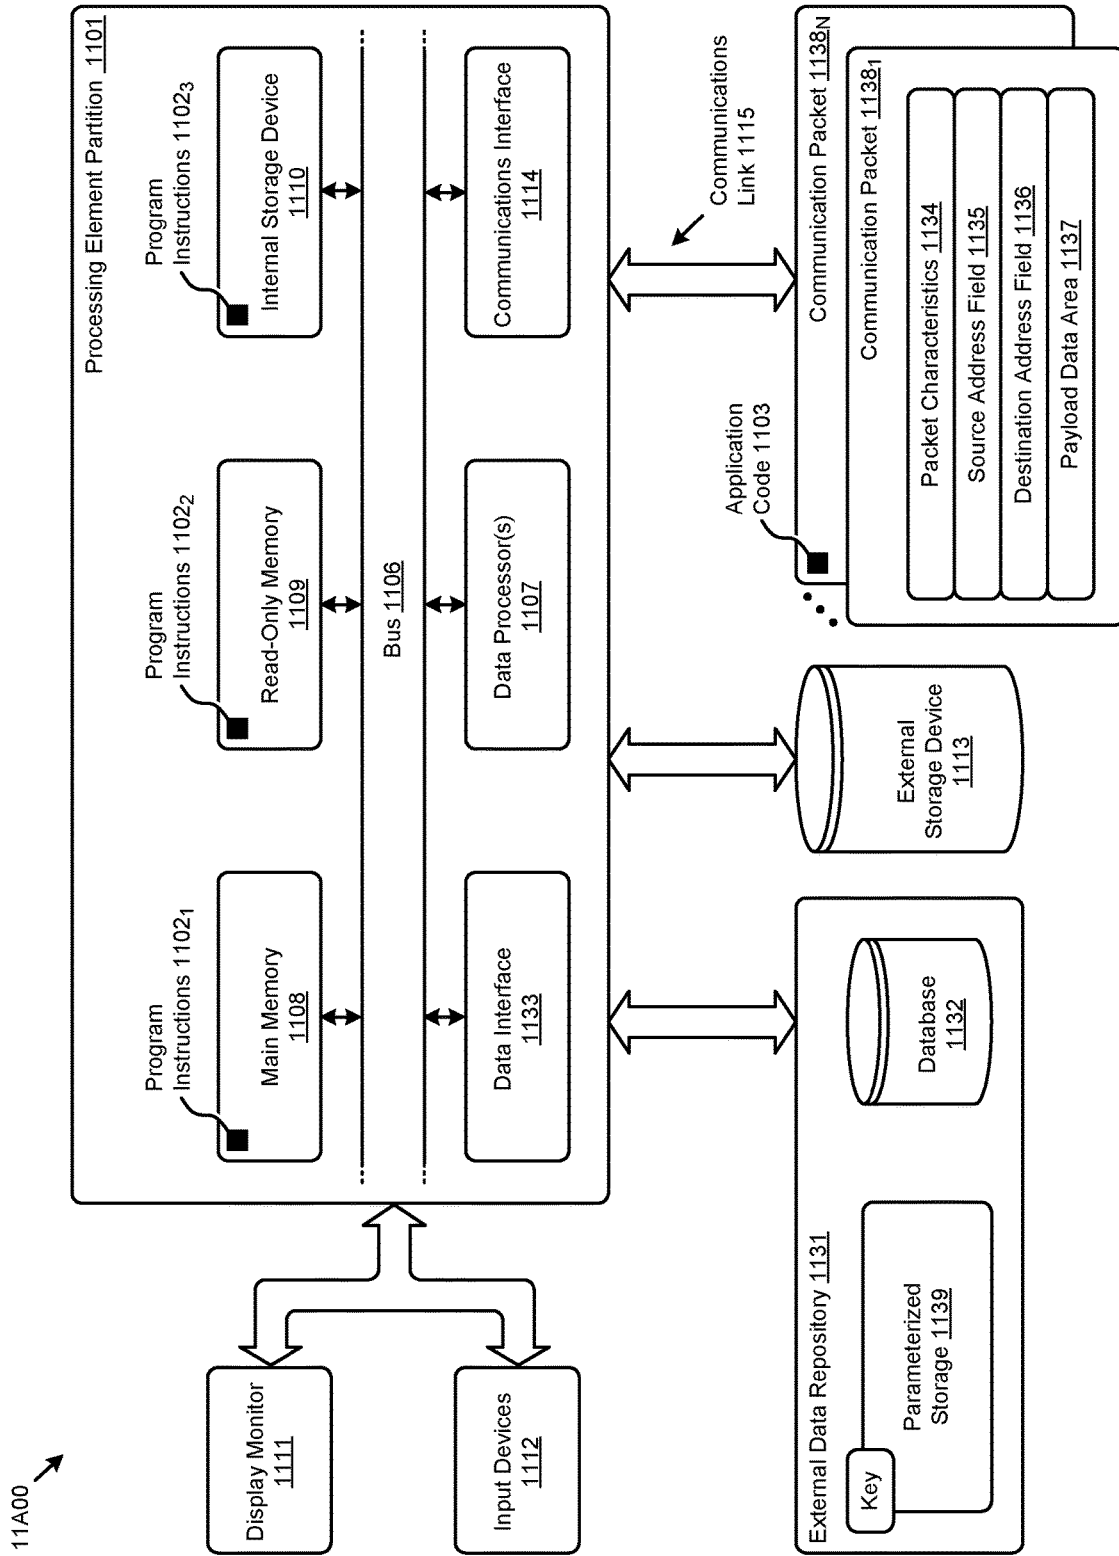 11A00
Processing Element Partition 1101
Program
Instructions 1102₁
Program
Instructions 1102₂
Program
Instructions 1102₃
Main Memory
1108
Read-Only Memory
1109
Internal Storage Device
1110
Bus 1106
Data Interface
1133
Data Processor(s)
1107
Communications Interface
1114
Display Monitor
1111
Input Devices
1112
Communications
Link 1115
External Data Repository 1131
Key
Parameterized
Storage 1139
Database
1132
External
Storage Device
1113
Application
Code 1103
Communication Packet 1138N
Communication Packet 1138₁
Packet Characteristics 1134
Source Address Field 1135
Destination Address Field 1136
Payload Data Area 1137